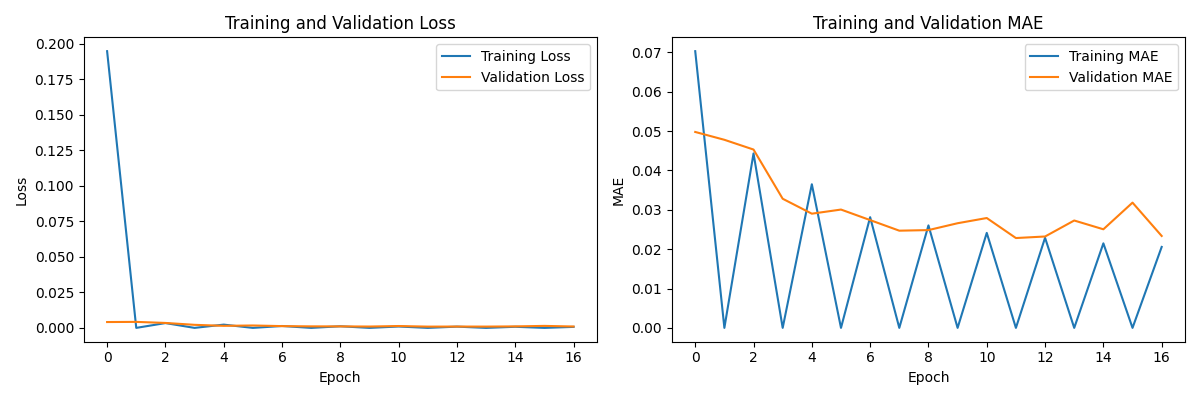 Training and Validation Loss
0.200
0.175
0.150
0.125
0.100
0.075
0.050
0.025
0.000
Loss
0 2 4 6 8 10 12 14 16
Epoch
Training Loss
Validation Loss
Training and Validation MAE
0.07
0.06
0.05
0.04
0.03
0.02
0.01
0.00
MAE
0 2 4 6 8 10 12 14 16
Epoch
Training MAE
Validation MAE